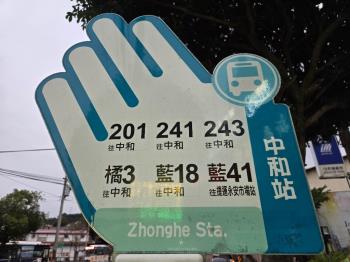 201 241 243
往中和 往中和 往中和
橘3 藍18 藍41
往中和 往中和 往捷運永安市場站
中和站
Zhonghe Sta.